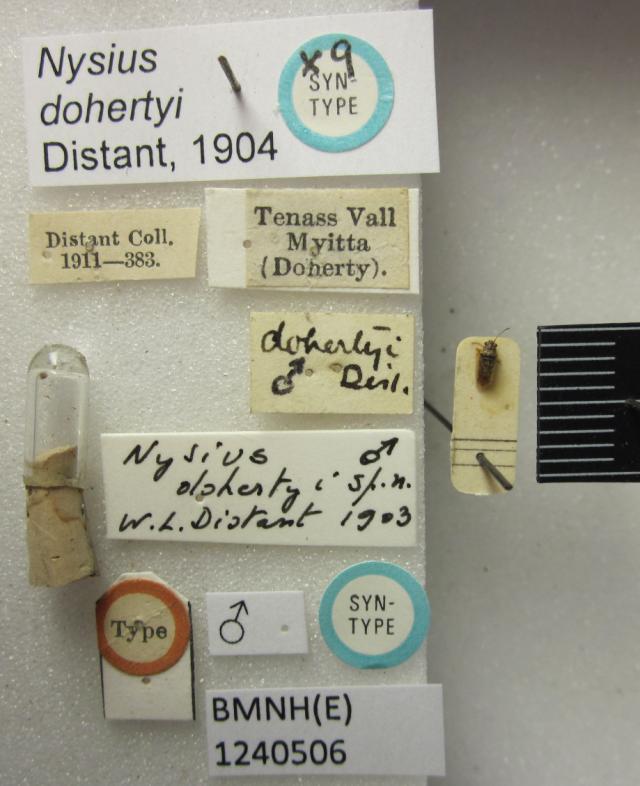 Nysius
dohertyi
Distant, 1904
x9
SYN-
TYPE
Distant Coll.
1911—383.
Tenass Vall
Myitta
(Doherty).
dohertyi
♂ Dist.
Nysius ♂
dohertyi sp.n.
W.L. Distant 1903
Type
♂
SYN-
TYPE
BMNH(E)
1240506